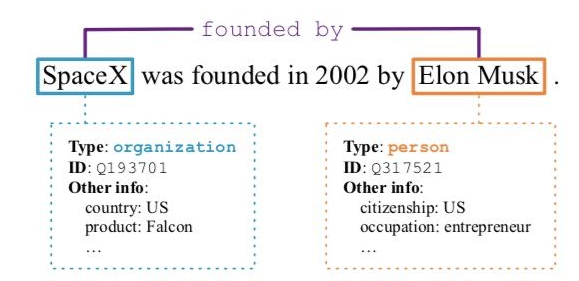 founded by
SpaceX was founded in 2002 by Elon Musk .
Type: organization
ID: Q193701
Other info:
country: US
product: Falcon
...
Type: person
ID: Q317521
Other info:
citizenship: US
occupation: entrepreneur
...